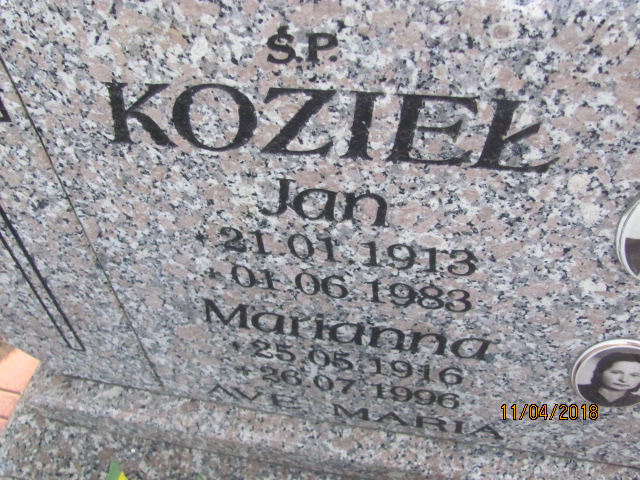 Ś.P.
KOZIEŁ
Jan
* 21.01.1913
+ 01.06.1983
Marianna
* 25.05.1916
+ 26.07.1996
AVE MARIA
11/04/2018